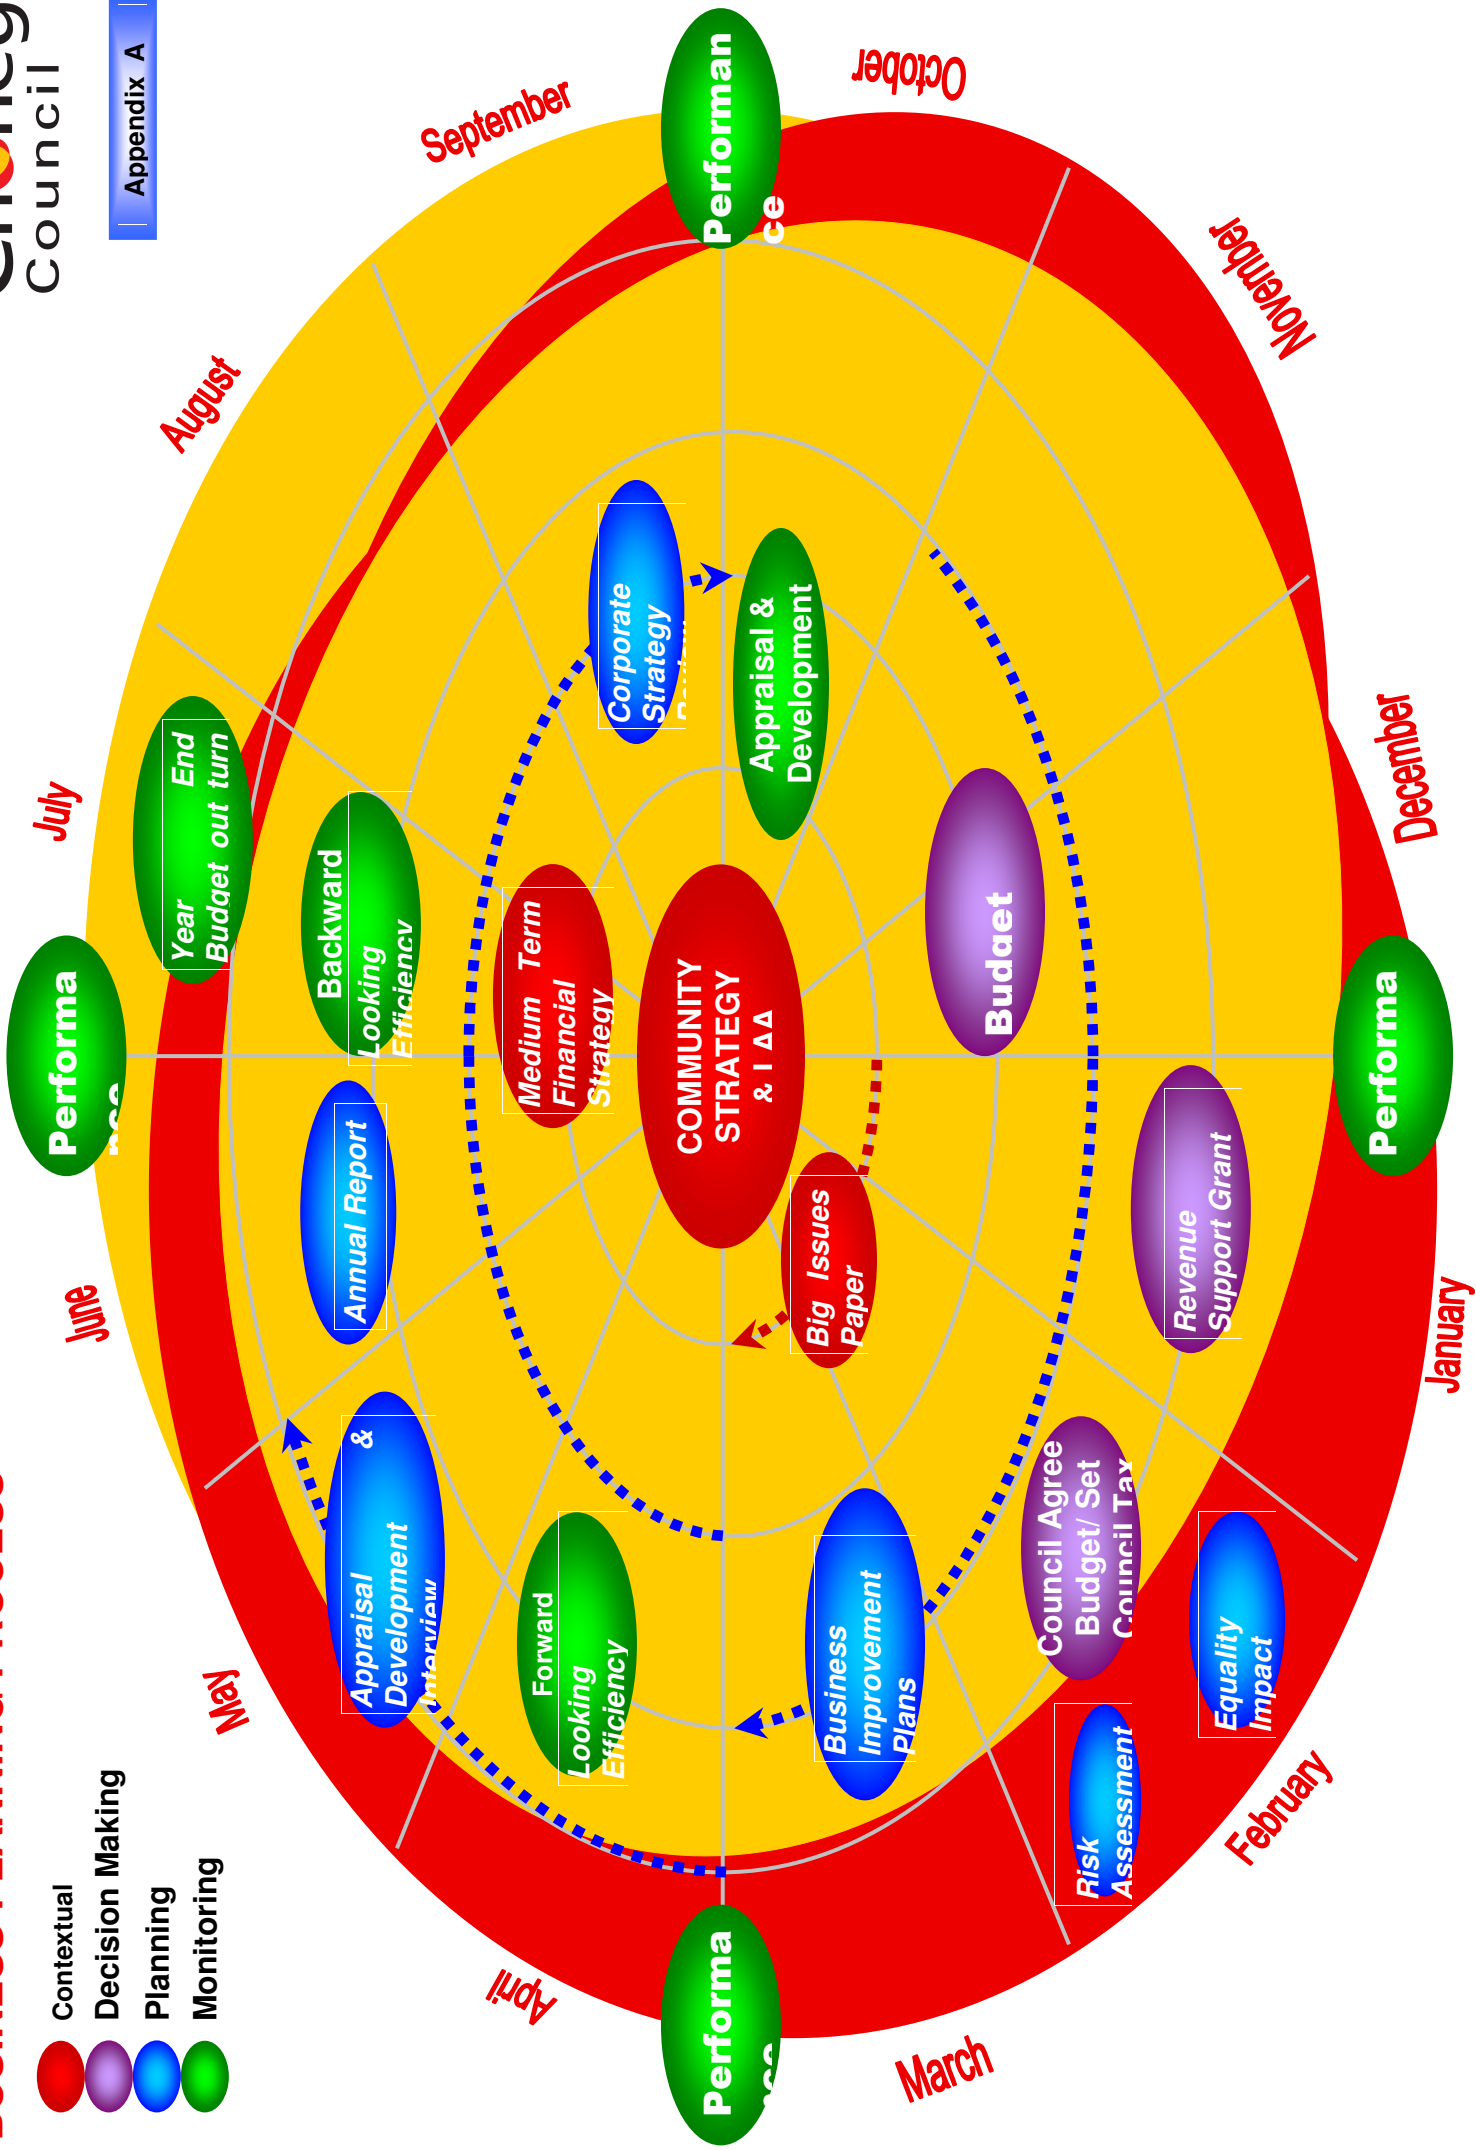 Council
Appendix A
Contextual
Decision Making
Planning
Monitoring
April
May
June
July
August
September
October
November
December
January
February
March
Performa
Performa
Performan
ce
Performa
Year End
Budget out turn
Backward
Looking
Efficiency
Annual Report
Appraisal &
Development
Interview
Forward
Looking
Efficiency
Medium Term
Financial
Strategy
Corporate
Strategy
Appraisal &
Development
COMMUNITY
STRATEGY
Big Issues
Paper
Budget
Business
Improvement
Plans
Council Agree
Budget/ Set
Council Tax
Revenue
Support Grant
Equality
Impact
Risk
Assessment